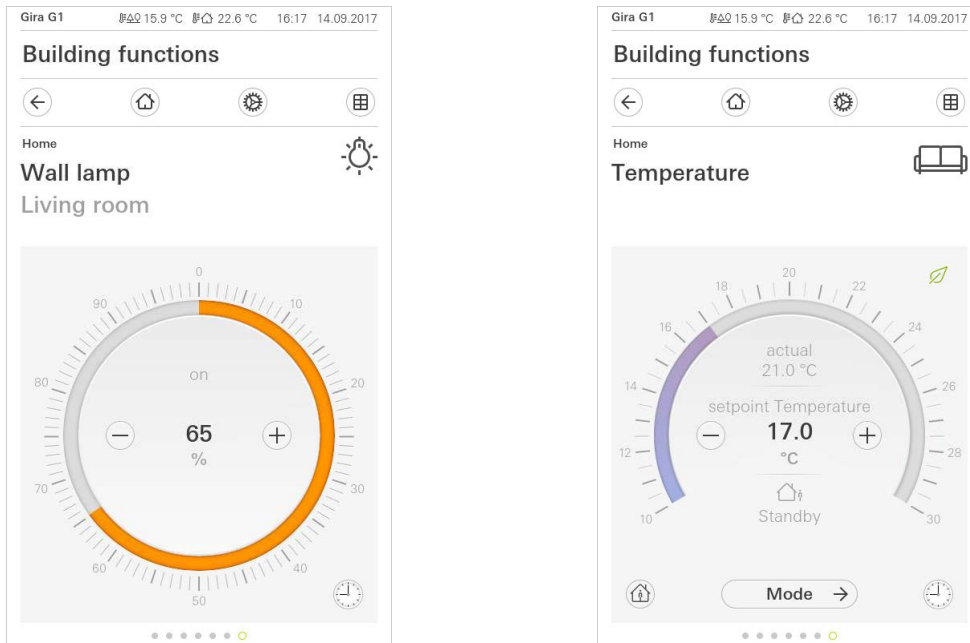 Gira G1 15.9 °C 22.6 °C 16:17 14.09.2017
Building functions
Home
Wall lamp
Living room
0
10
20
30
40
50
60
70
80
90
on
65
%
Gira G1 15.9 °C 22.6 °C 16:17 14.09.2017
Building functions
Home
Temperature
10
12
14
16
18
20
22
24
26
28
30
actual
21.0 °C
setpoint Temperature
17.0
°C
Standby
Mode